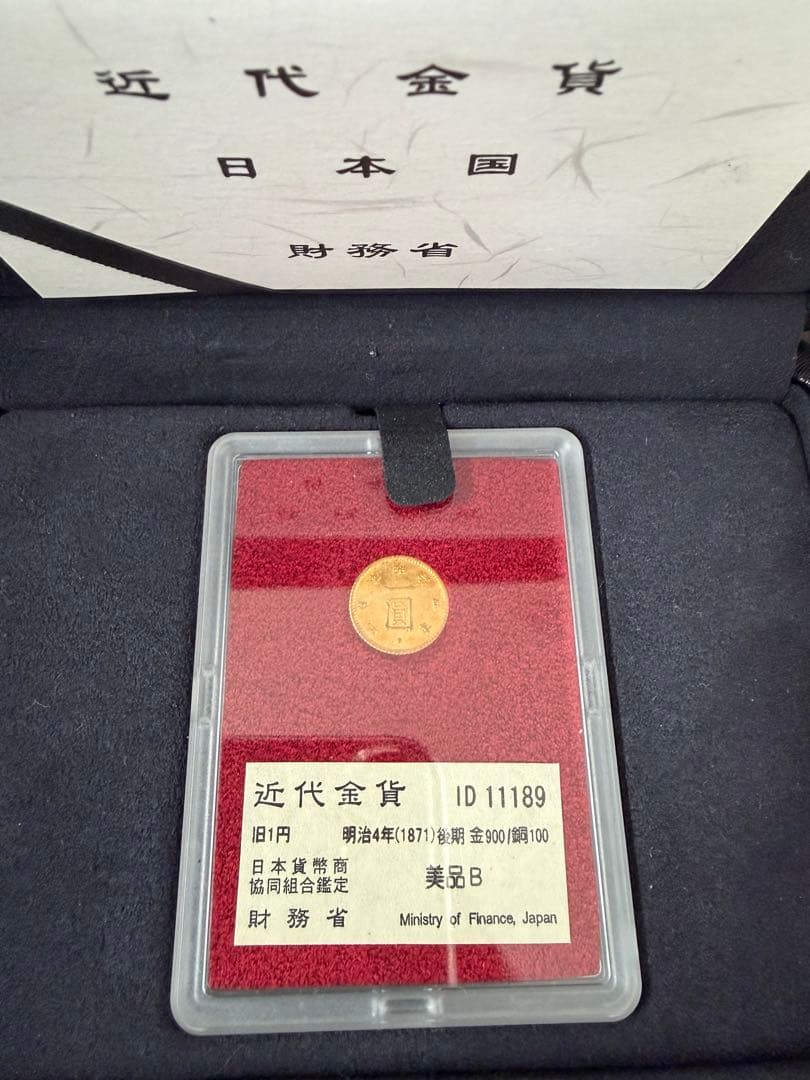 近代金貨
日本国
財務省
圓
近代金貨 ID 11189
旧1円 明治4年(1871)後期 金900/銅100
日本貨幣商
協同組合鑑定 美品B
財務省 Ministry of Finance, Japan